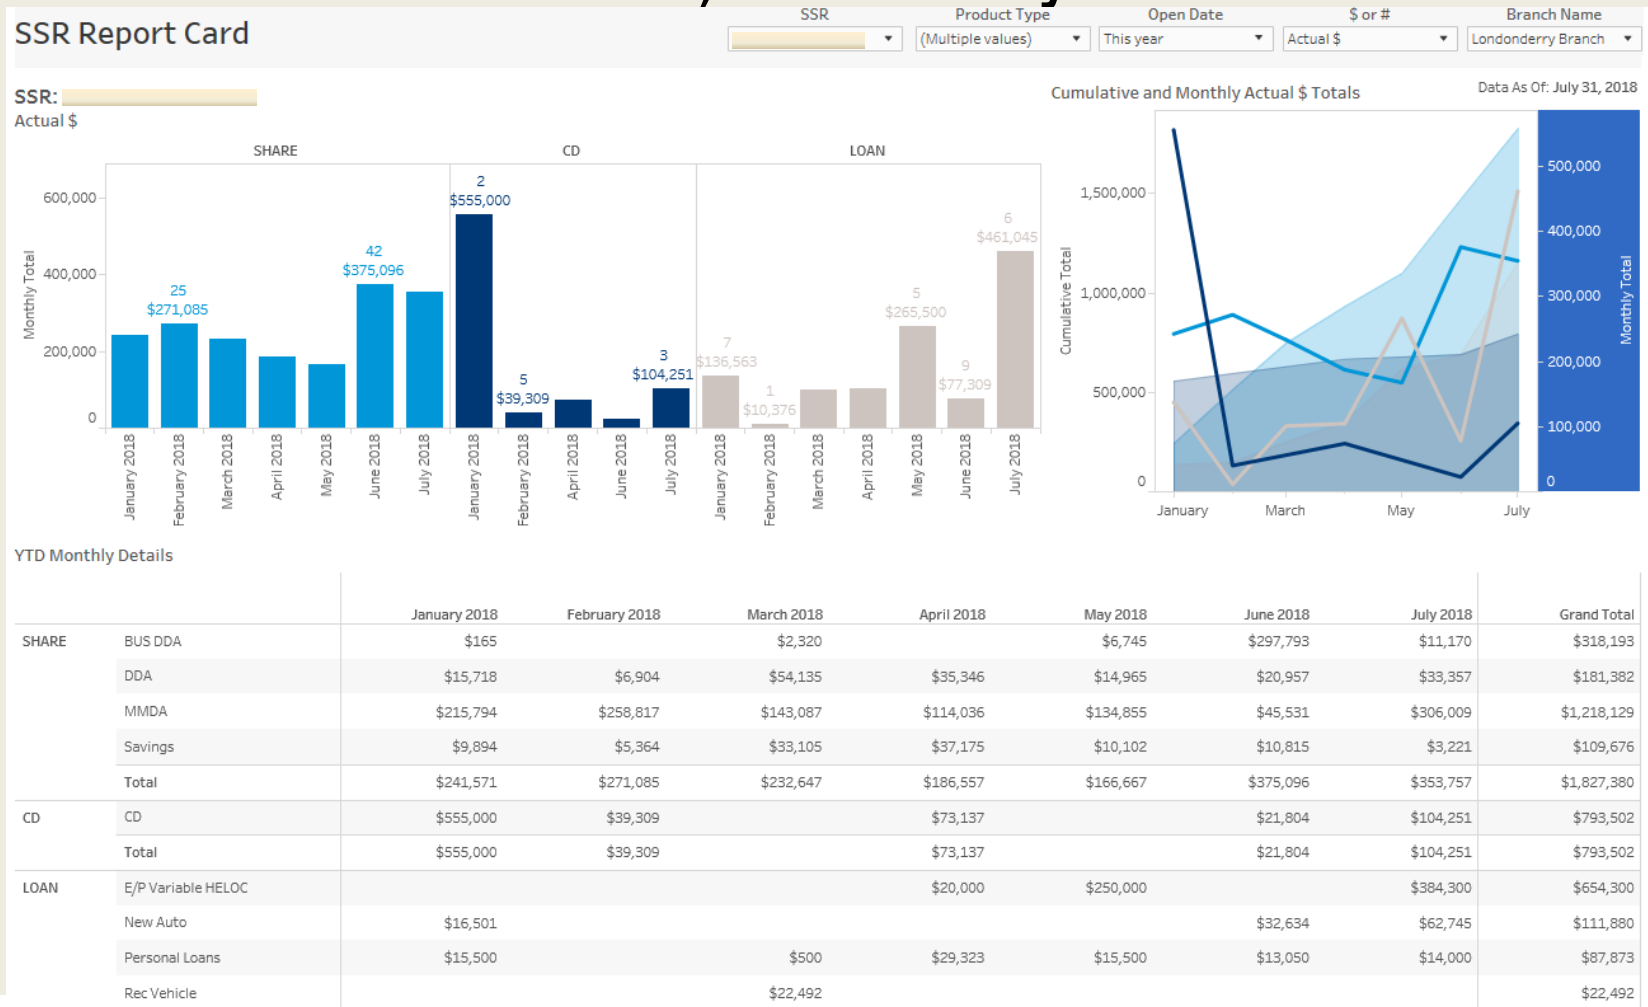 SSR Report Card
SSR Product Type Open Date $ or # Branch Name
(Multiple values) This year Actual $ Londonderry Branch
SSR:
Actual $
Cumulative and Monthly Actual $ Totals
Data As Of: July 31, 2018
SHARE CD LOAN
Monthly Total
600,000
400,000
200,000
0
25
$271,085
42
$375,096
2
$555,000
5
$39,309
3
$104,251
7
$136,563
1
$10,376
5
$265,500
9
$77,309
6
$461,045
January 2018 February 2018 March 2018 April 2018 May 2018 June 2018 July 2018 January 2018 February 2018 April 2018 June 2018 July 2018 January 2018 February 2018 March 2018 April 2018 May 2018 June 2018 July 2018
Cumulative Total
1,500,000
1,000,000
500,000
0
500,000
400,000
300,000
200,000
100,000
0
Monthly Total
January March May July
YTD Monthly Details
January 2018 February 2018 March 2018 April 2018 May 2018 June 2018 July 2018 Grand Total
SHARE BUS DDA $165 $2,320 $6,745 $297,793 $11,170 $318,193
DDA $15,718 $6,904 $54,135 $35,346 $14,965 $20,957 $33,357 $181,382
MMDA $215,794 $258,817 $143,087 $114,036 $134,855 $45,531 $306,009 $1,218,129
Savings $9,894 $5,364 $33,105 $37,175 $10,102 $10,815 $3,221 $109,676
Total $241,571 $271,085 $232,647 $186,557 $166,667 $375,096 $353,757 $1,827,380
CD CD $555,000 $39,309 $73,137 $21,804 $104,251 $793,502
Total $555,000 $39,309 $73,137 $21,804 $104,251 $793,502
LOAN E/P Variable HELOC $20,000 $250,000 $384,300 $654,300
New Auto $16,501 $32,634 $62,745 $111,880
Personal Loans $15,500 $500 $29,323 $15,500 $13,050 $14,000 $87,873
Rec Vehicle $22,492 $22,492